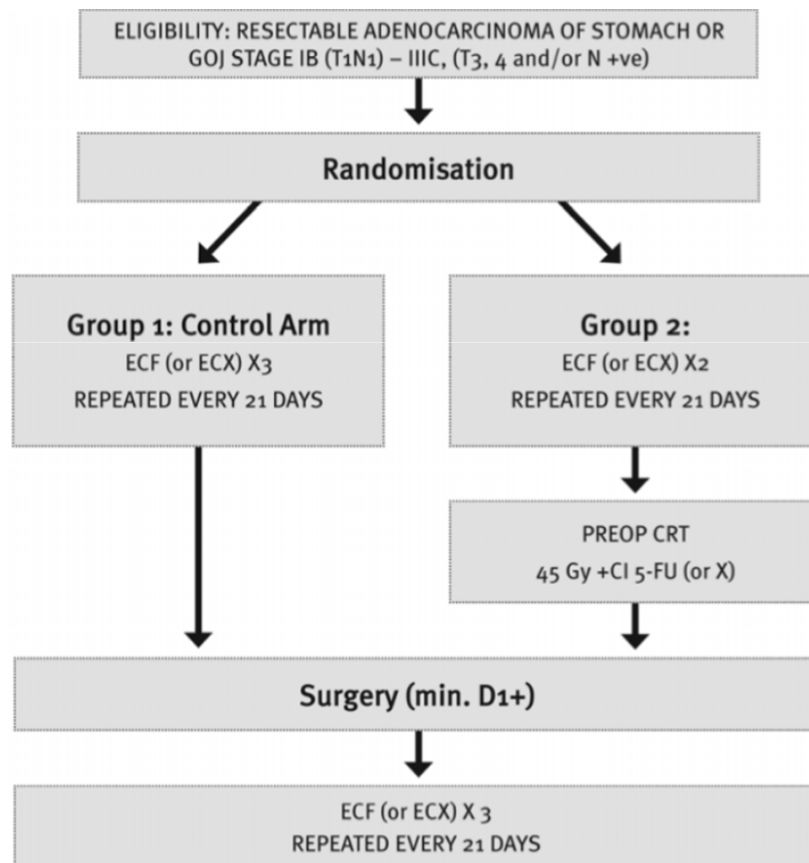 ELIGIBILITY: RESECTABLE ADENOCARCINOMA OF STOMACH OR
GOJ STAGE IB (T1N1) – IIIC, (T3, 4 and/or N +ve)
Randomisation
Group 1: Control Arm
ECF (or ECX) X3
REPEATED EVERY 21 DAYS
Group 2:
ECF (or ECX) X2
REPEATED EVERY 21 DAYS
PREOP CRT
45 Gy +CI 5-FU (or X)
Surgery (min. D1+)
ECF (or ECX) X 3
REPEATED EVERY 21 DAYS